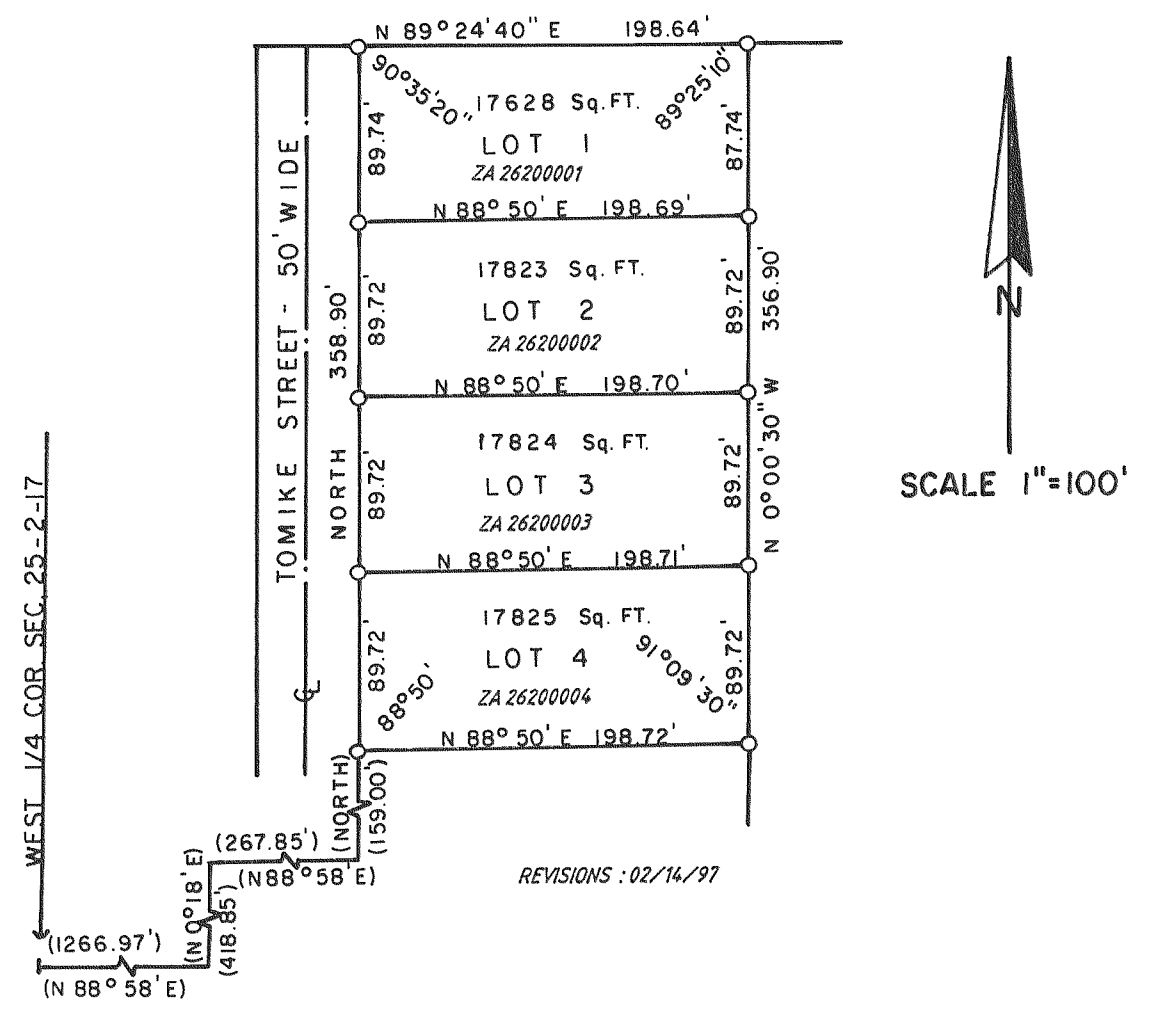 N 89° 24' 40" E 198.64'
90°35'20"
89°25'10"
17628 Sq. FT.
LOT 1
ZA 26200001
89.74'
87.74'
N 88° 50' E 198.69'
17823 Sq. FT.
LOT 2
ZA 26200002
89.72'
89.72'
N 88° 50' E 198.70'
17824 Sq. FT.
LOT 3
ZA 26200003
89.72'
89.72'
N 88° 50' E 198.71'
17825 Sq. FT.
LOT 4
ZA 26200004
89.72'
89.72'
88°50'
91°09'30"
N 88° 50' E 198.72'
TOMIKE STREET - 50' WIDE
NORTH 358.90'
N 0°00'30" W 356.90'
CL
N
SCALE 1"=100'
WEST 1/4 COR. SEC. 25-2-17
(NORTH)
(159.00')
(267.85')
(N88°58'E)
(N 0°18' E)
(418.85')
(1266.97')
(N 88° 58' E)
REVISIONS : 02/14/97